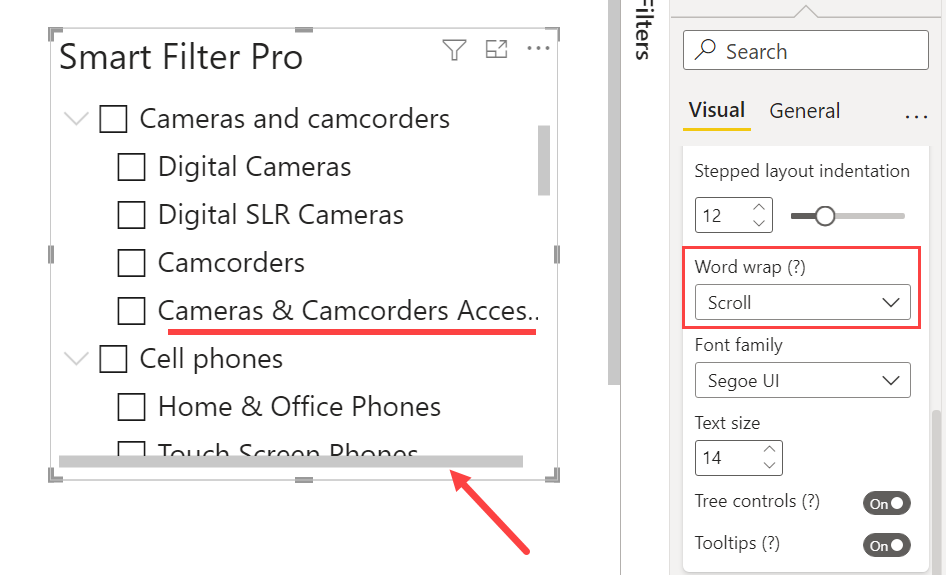 Smart Filter Pro
Cameras and camcorders
Digital Cameras
Digital SLR Cameras
Camcorders
Cameras & Camcorders Acces..
Cell phones
Home & Office Phones
Touch Screen Phones
Filters
Search
Visual General ...
Stepped layout indentation
12
Word wrap (?)
Scroll
Font family
Segoe UI
Text size
14
Tree controls (?) On
Tooltips (?) On